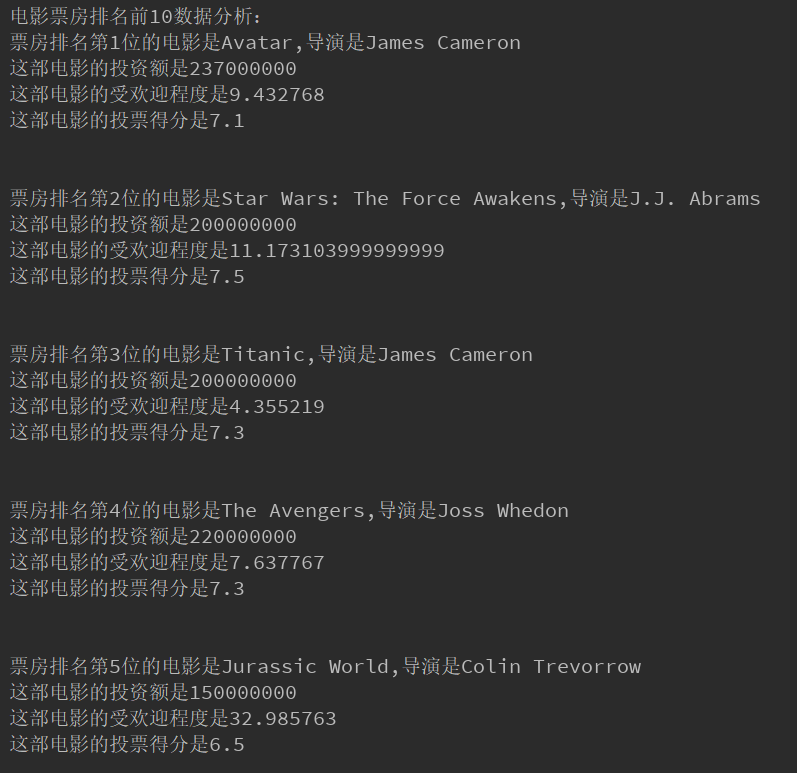 电影票房排名前10数据分析：
票房排名第1位的电影是Avatar,导演是James Cameron
这部电影的投资额是237000000
这部电影的受欢迎程度是9.432768
这部电影的投票得分是7.1
票房排名第2位的电影是Star Wars: The Force Awakens,导演是J.J. Abrams
这部电影的投资额是200000000
这部电影的受欢迎程度是11.173103999999999
这部电影的投票得分是7.5
票房排名第3位的电影是Titanic,导演是James Cameron
这部电影的投资额是200000000
这部电影的受欢迎程度是4.355219
这部电影的投票得分是7.3
票房排名第4位的电影是The Avengers,导演是Joss Whedon
这部电影的投资额是220000000
这部电影的受欢迎程度是7.637767
这部电影的投票得分是7.3
票房排名第5位的电影是Jurassic World,导演是Colin Trevorrow
这部电影的投资额是150000000
这部电影的受欢迎程度是32.985763
这部电影的投票得分是6.5